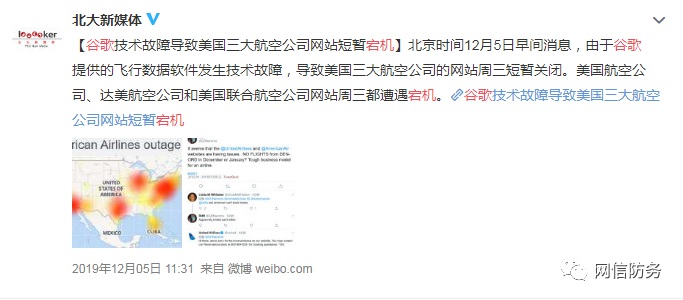 北大新媒体
looooker
【谷歌技术故障导致美国三大航空公司网站短暂宕机】北京时间12月5日早间消息，由于谷歌
提供的飞行数据软件发生技术故障，导致美国三大航空公司的网站周三短暂关闭。美国航空公
司、达美航空公司和美国联合航空公司网站周三都遭遇宕机。谷歌技术故障导致美国三大航空
公司网站短暂宕机
rican Airlines outage
UNITED
STATES OF
AMERICA
MEXICO
CUBA
It seems that the
websites are having issues. NO FLIGHTS from DEN-
ORD in December or January? Tough business model
for an airline.
2019年12月05日 11:31 来自 微博 weibo.com
网信防务